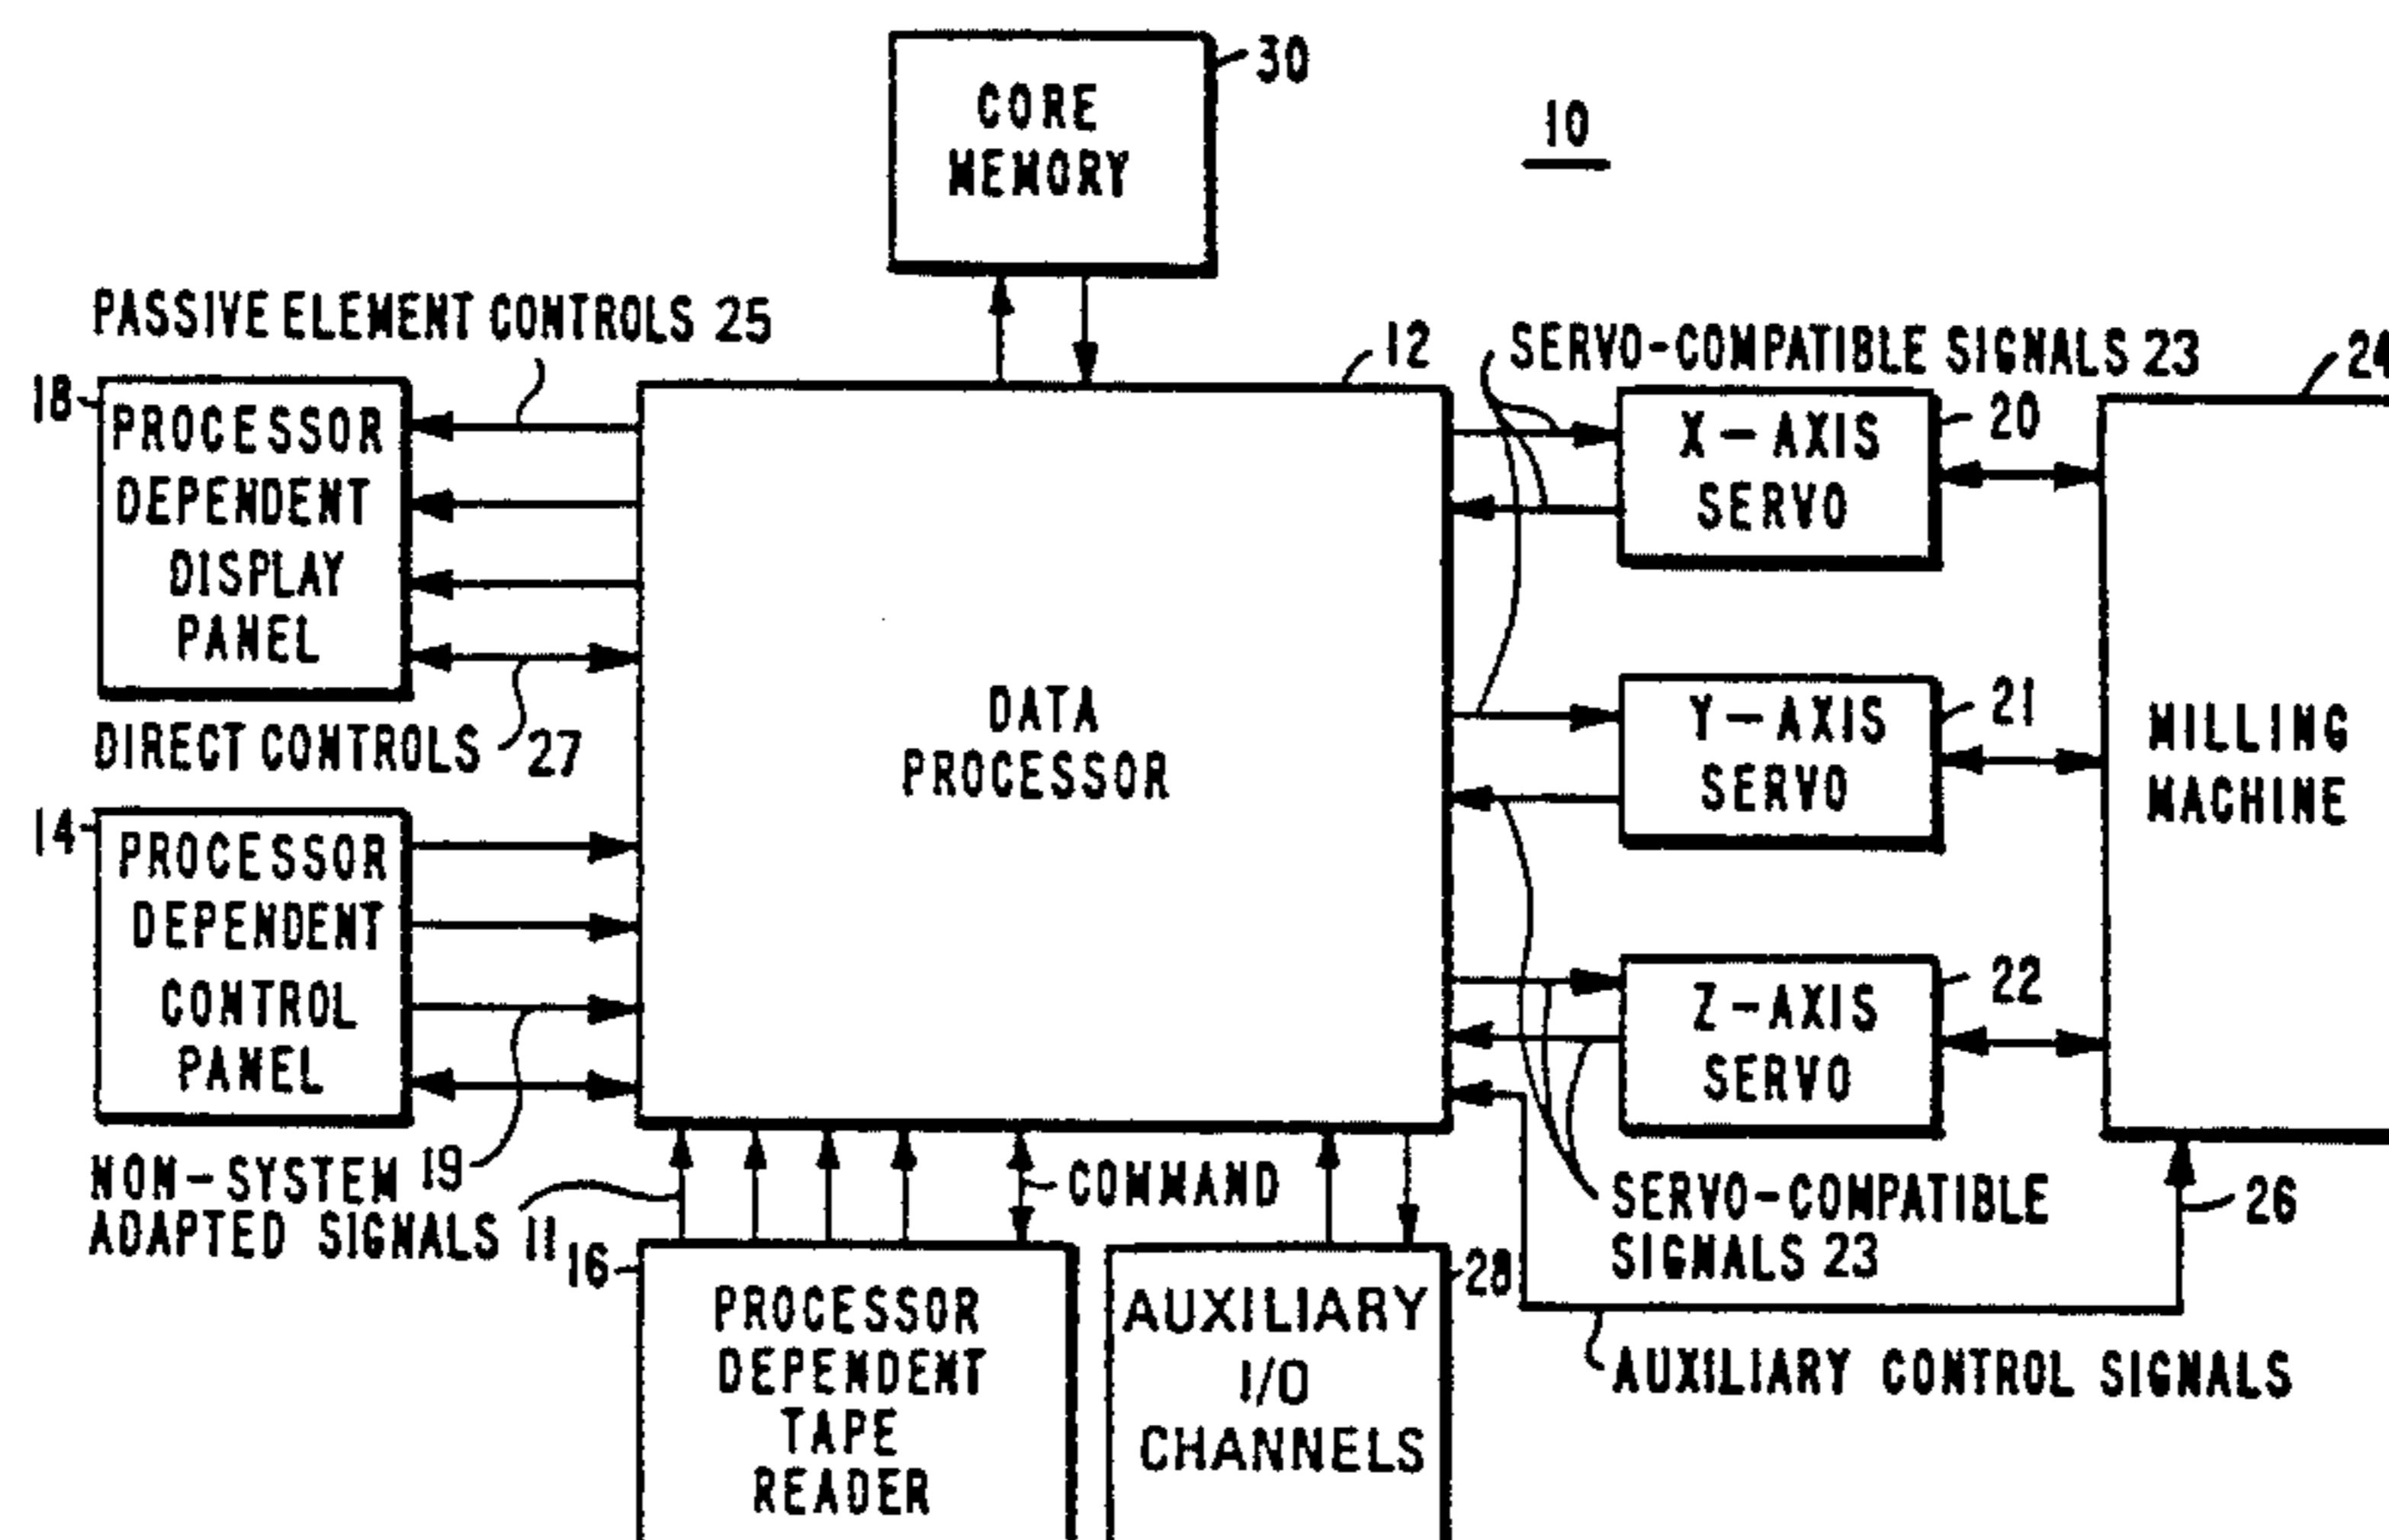 CORE
MEMORY
30
10
PASSIVE ELEMENT CONTROLS 25
12
SERVO-COMPATIBLE SIGNALS 23
24
18
PROCESSOR
DEPENDENT
DISPLAY
PANEL
X-AXIS
SERVO
20
DIRECT CONTROLS 27
DATA
PROCESSOR
Y-AXIS
SERVO
21
MILLING
MACHINE
14
PROCESSOR
DEPENDENT
CONTROL
PANEL
Z-AXIS
SERVO
22
NON-SYSTEM 19
ADAPTED SIGNALS 11
COMMAND
SERVO-COMPATIBLE
SIGNALS 23
26
16
PROCESSOR
DEPENDENT
TAPE
READER
28
AUXILIARY
I/O
CHANNELS
AUXILIARY CONTROL SIGNALS